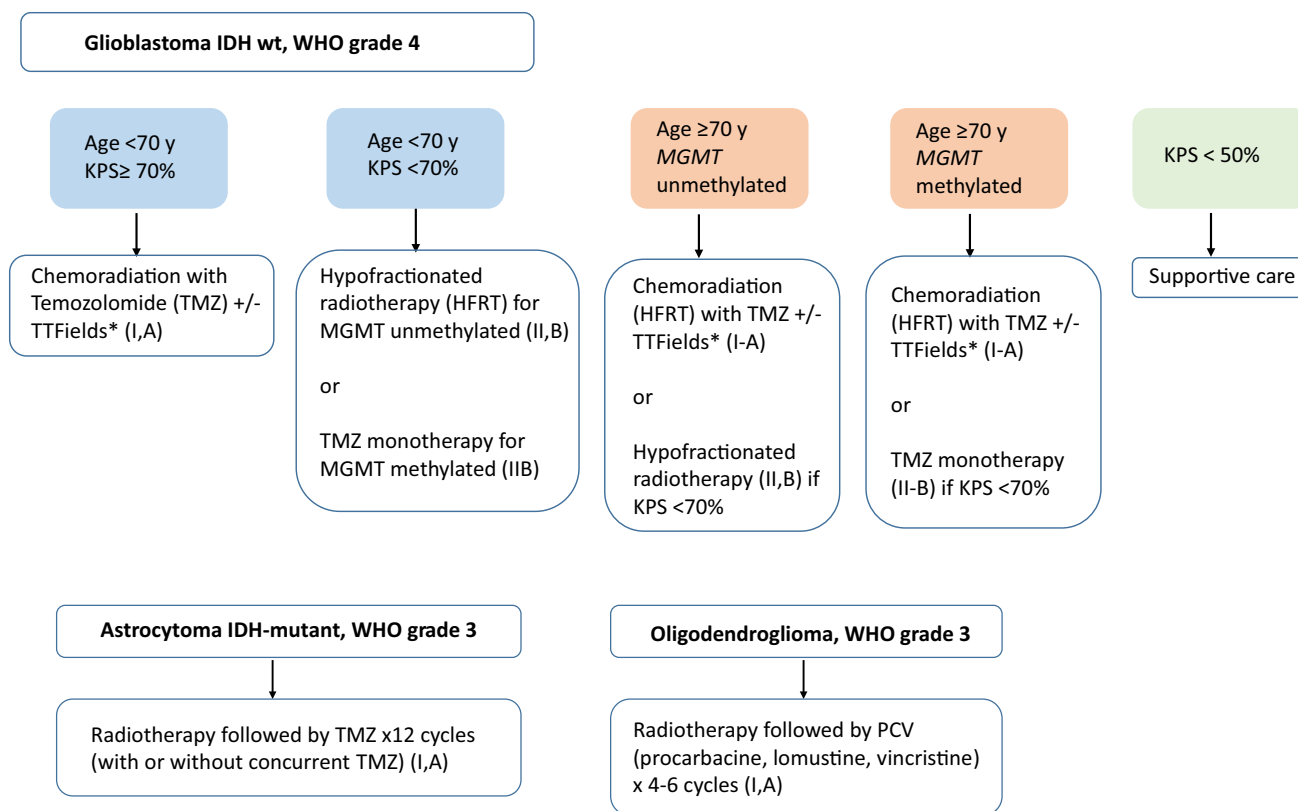 Glioblastoma IDH wt, WHO grade 4
Age <70 y
KPS≥ 70%
Age <70 y
KPS <70%
Age ≥70 y
MGMT
unmethylated
Age ≥70 y
MGMT
methylated
KPS < 50%
Chemoradiation with
Temozolomide (TMZ) +/-
TTFields* (I,A)
Hypofractionated
radiotherapy (HFRT) for
MGMT unmethylated (II,B)
or
TMZ monotherapy for
MGMT methylated (IIB)
Chemoradiation
(HFRT) with TMZ +/-
TTFields* (I-A)
or
Hypofractionated
radiotherapy (II,B) if
KPS <70%
Chemoradiation
(HFRT) with TMZ +/-
TTFields* (I-A)
or
TMZ monotherapy
(II-B) if KPS <70%
Supportive care
Astrocytoma IDH-mutant, WHO grade 3
Radiotherapy followed by TMZ x12 cycles
(with or without concurrent TMZ) (I,A)
Oligodendroglioma, WHO grade 3
Radiotherapy followed by PCV
(procarbacine, lomustine, vincristine)
x 4-6 cycles (I,A)